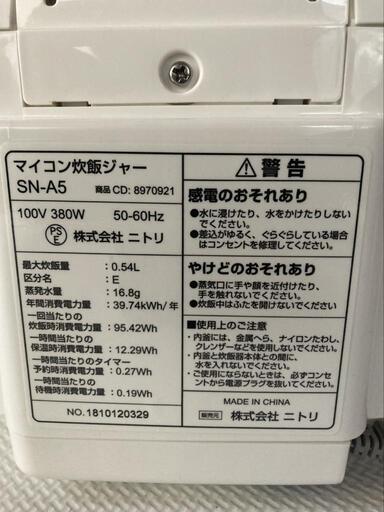 マイコン炊飯ジャー
SN-A5 商品CD: 8970921
100V 380W 50-60Hz
PS
E 株式会社 ニトリ
最大炊飯量 : 0.54L
区分名 : E
蒸発水量 : 16.8g
年間消費電力量 : 39.74kWh/年
一回当たりの
炊飯時消費電力量 : 95.42Wh
一時間当たりの
保温時消費電力量 : 12.29Wh
一時間当たりのタイマー
予約時消費電力量 : 0.27Wh
一時間当たりの
待機時消費電力量 : 0.19Wh
NO.1810120329
警告
感電のおそれあり
●水に浸けたり、水をかけたりしない
でください。
●差込がゆるく、ぐらぐらしている場合
はコンセントを修理してください。
やけどのおそれあり
●蒸気口に手や顔を近付けたり、
手を触れないでください。
●炊飯中はふたを開けないでください。
■使用上のご注意
・内釜には、金属へら、ナイロンたわし、
クレンザーなどを使用しないでください。
・内釜と炊飯器本体との間に、
水を入れないでください。
・ご使用にならないときは、必ずコンセント
から電源プラグを抜いてください。
MADE IN CHINA
販売元 株式会社 ニトリ